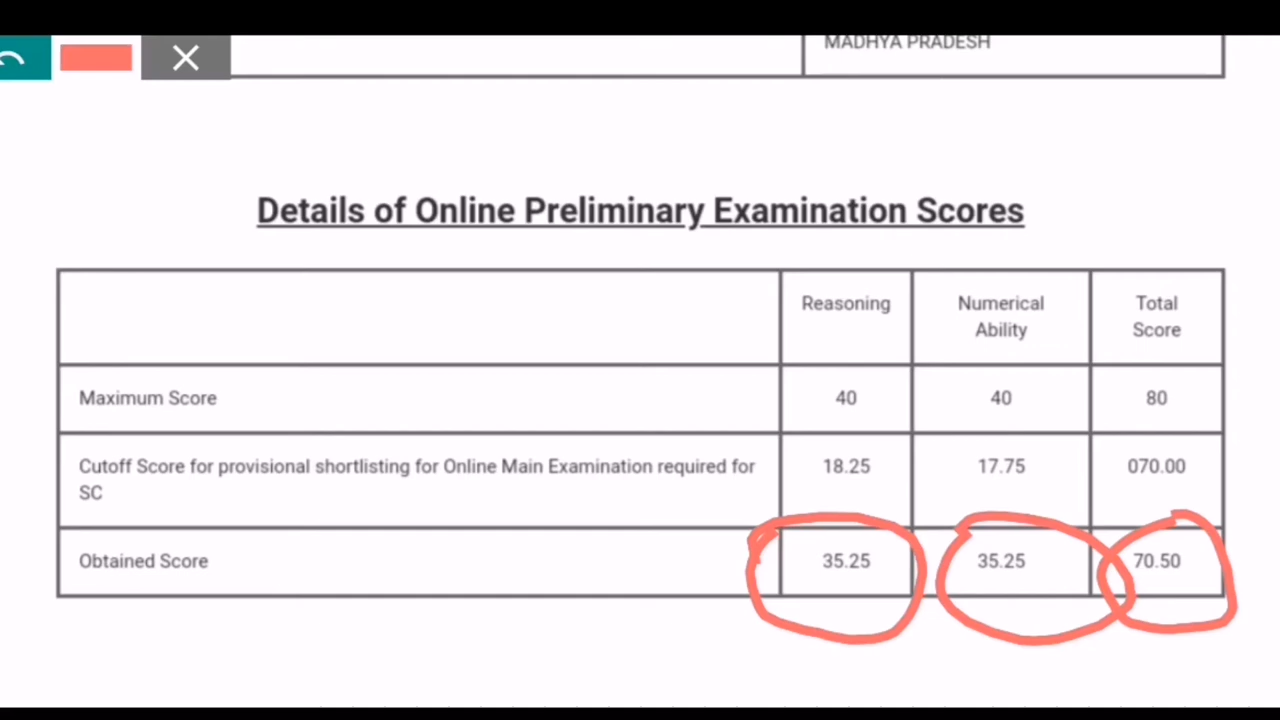 MADHYA PRADESH
Details of Online Preliminary Examination Scores
Reasoning
Numerical
Ability
Total
Score
Maximum Score
40
40
80
Cutoff Score for provisional shortlisting for Online Main Examination required for
SC
18.25
17.75
070.00
Obtained Score
35.25
35.25
70.50